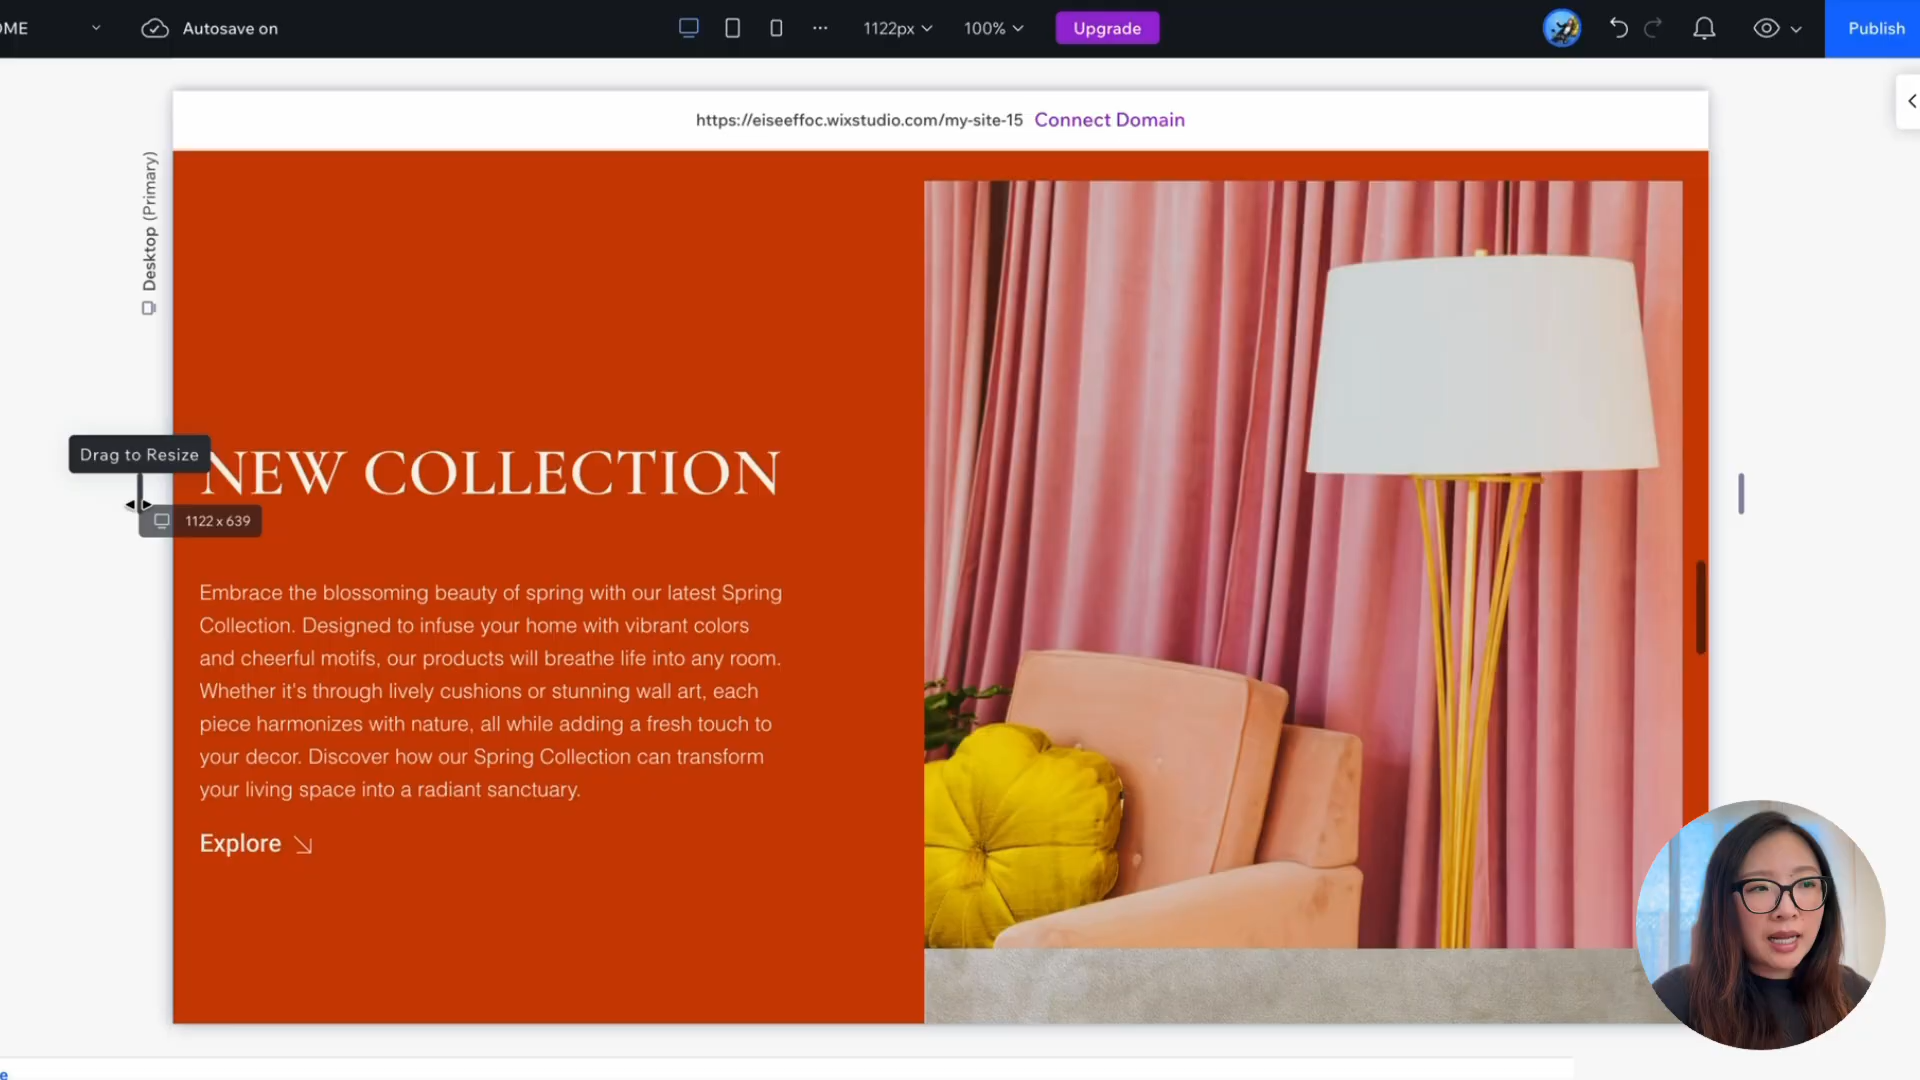 OME
Autosave on
1122px
100%
Upgrade
Publish
https://eiseeffoc.wixstudio.com/my-site-15 Connect Domain
Desktop (Primary)
Drag to Resize
1122 x 639
NEW COLLECTION
Embrace the blossoming beauty of spring with our latest Spring
Collection. Designed to infuse your home with vibrant colors
and cheerful motifs, our products will breathe life into any room.
Whether it's through lively cushions or stunning wall art, each
piece harmonizes with nature, all while adding a fresh touch to
your decor. Discover how our Spring Collection can transform
your living space into a radiant sanctuary.
Explore
e